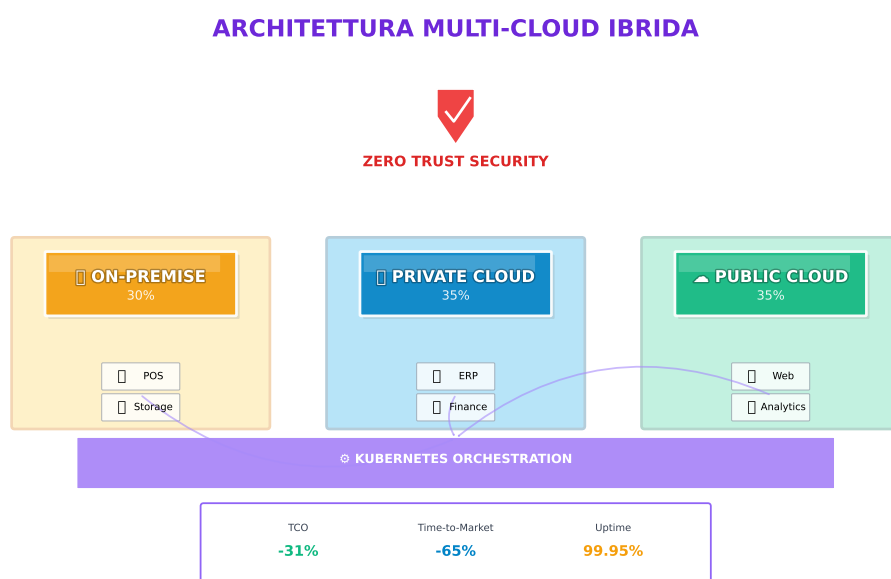 ARCHITETTURA MULTI-CLOUD IBRIDA
ZERO TRUST SECURITY
ON-PREMISE
30%
POS
Storage
PRIVATE CLOUD
35%
ERP
Finance
☁ PUBLIC CLOUD
35%
Web
Analytics
⚙ KUBERNETES ORCHESTRATION
TCO
-31%
Time-to-Market
-65%
Uptime
99.95%